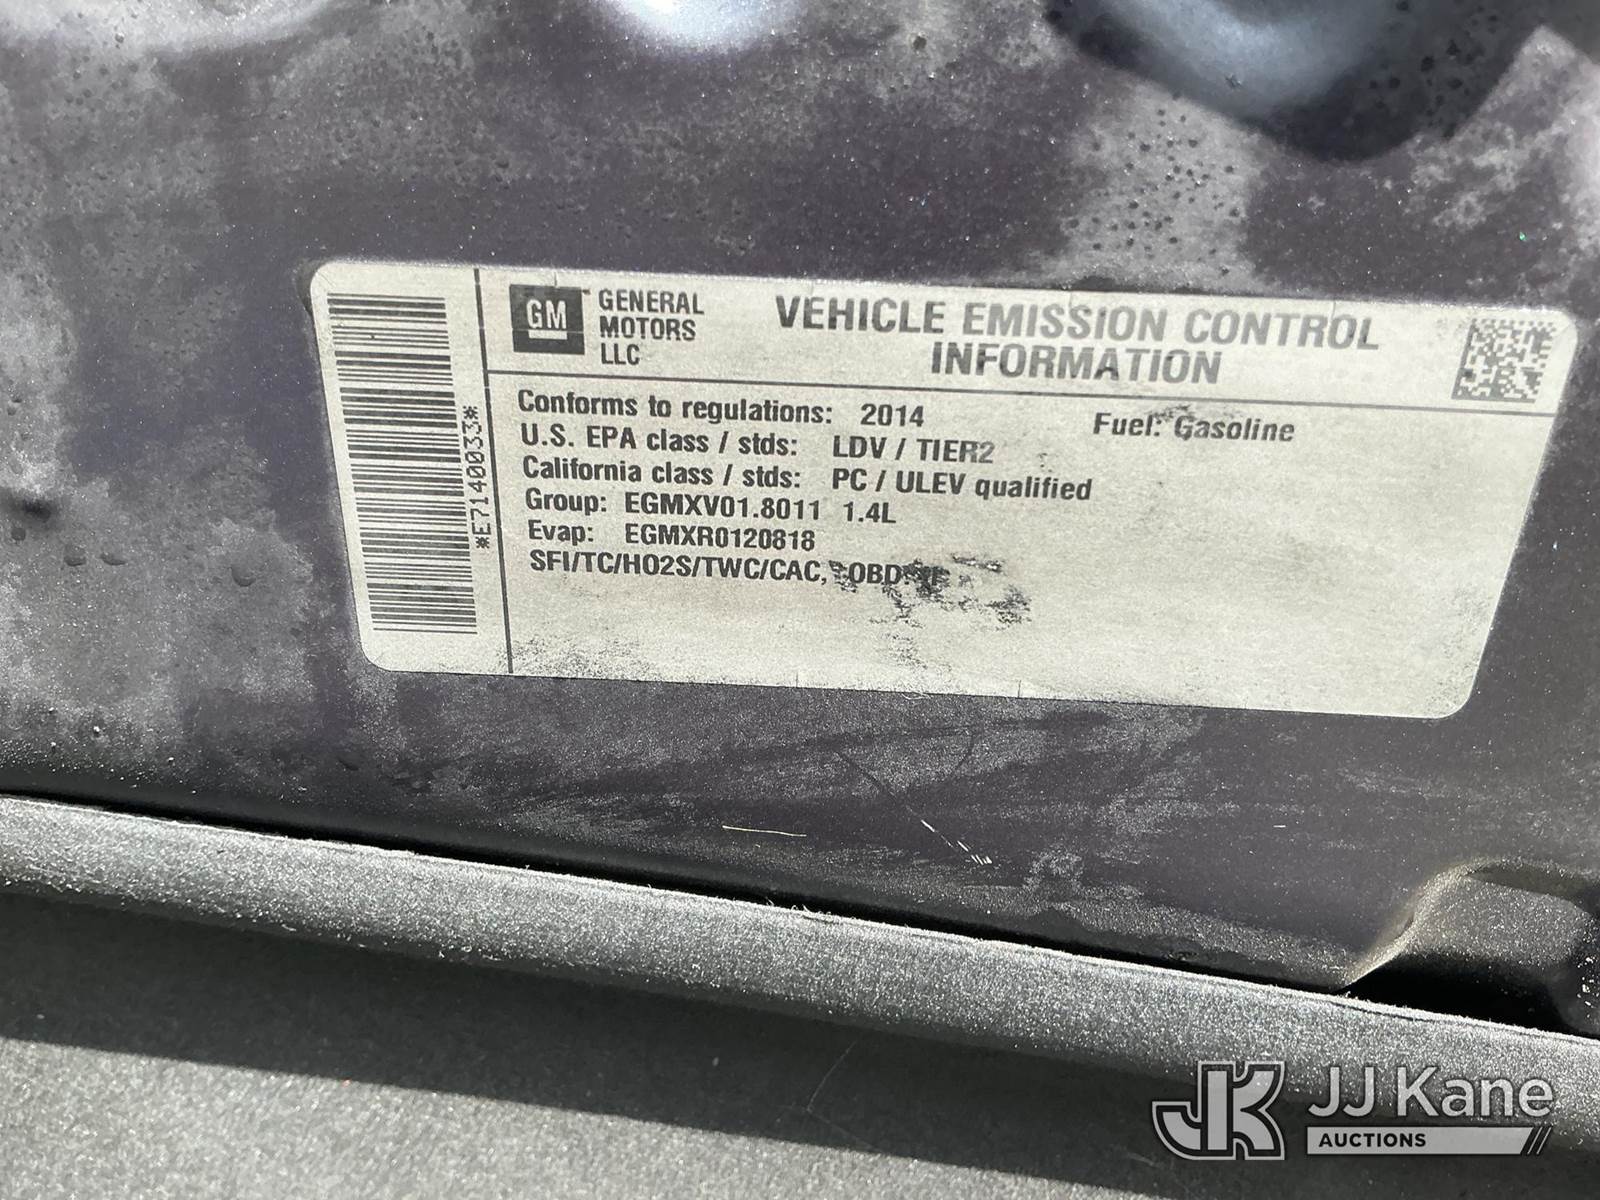 *E7140033*
GM GENERAL MOTORS LLC
VEHICLE EMISSION CONTROL
INFORMATION
Conforms to regulations: 2014 Fuel: Gasoline
U.S. EPA class / stds: LDV / TIER2
California class / stds: PC / ULEV qualified
Group: EGMXV01.8011 1.4L
Evap: EGMXR0120818
SFI/TC/HO2S/TWC/CAC, OBD
JK JJ Kane
AUCTIONS